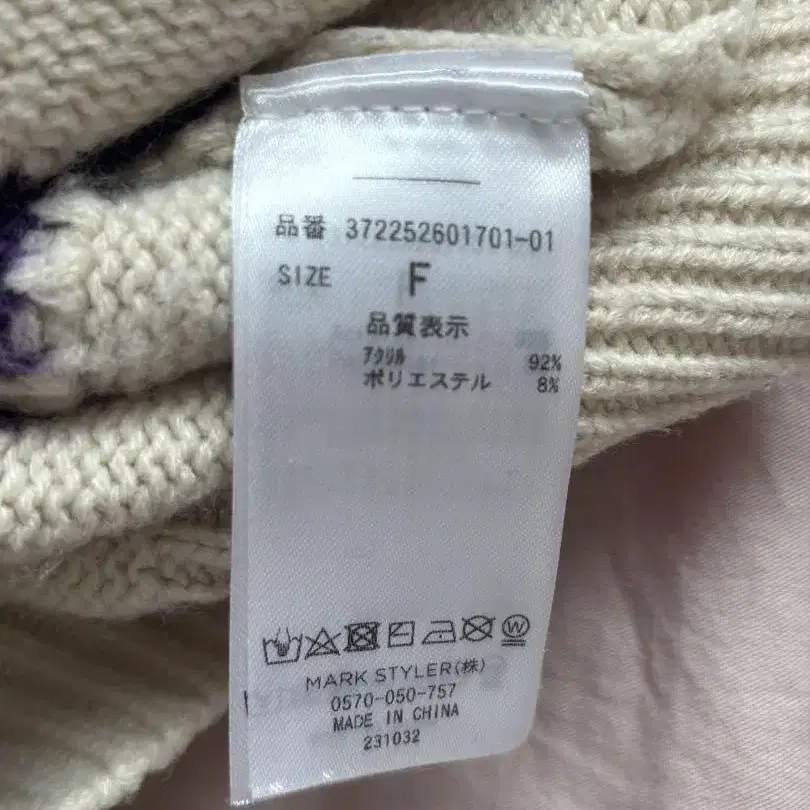 品番 372252601701-01
SIZE F
品質表示
アクリル 92%
ポリエステル 8%
W
MARK STYLER(株)
0570-050-757
MADE IN CHINA
231032